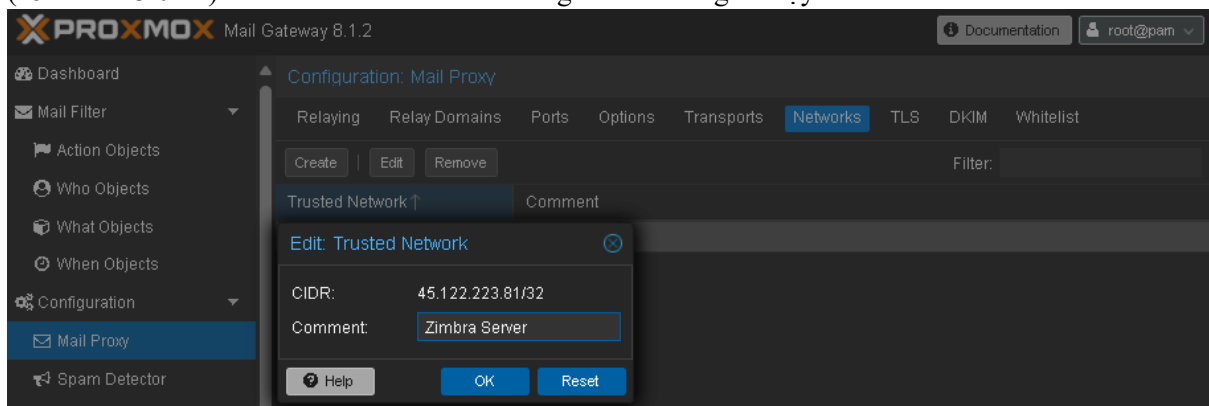 PROXMOX Mail Gateway 8.1.2
Documentation
root@pam
Dashboard
Mail Filter
Action Objects
Who Objects
What Objects
When Objects
Configuration
Mail Proxy
Spam Detector
Configuration: Mail Proxy
Relaying Relay Domains Ports Options Transports Networks TLS DKIM Whitelist
Create Edit Remove Filter:
Trusted Network↑ Comment
Edit: Trusted Network
CIDR: 45.122.223.81/32
Comment: Zimbra Server
Help OK Reset